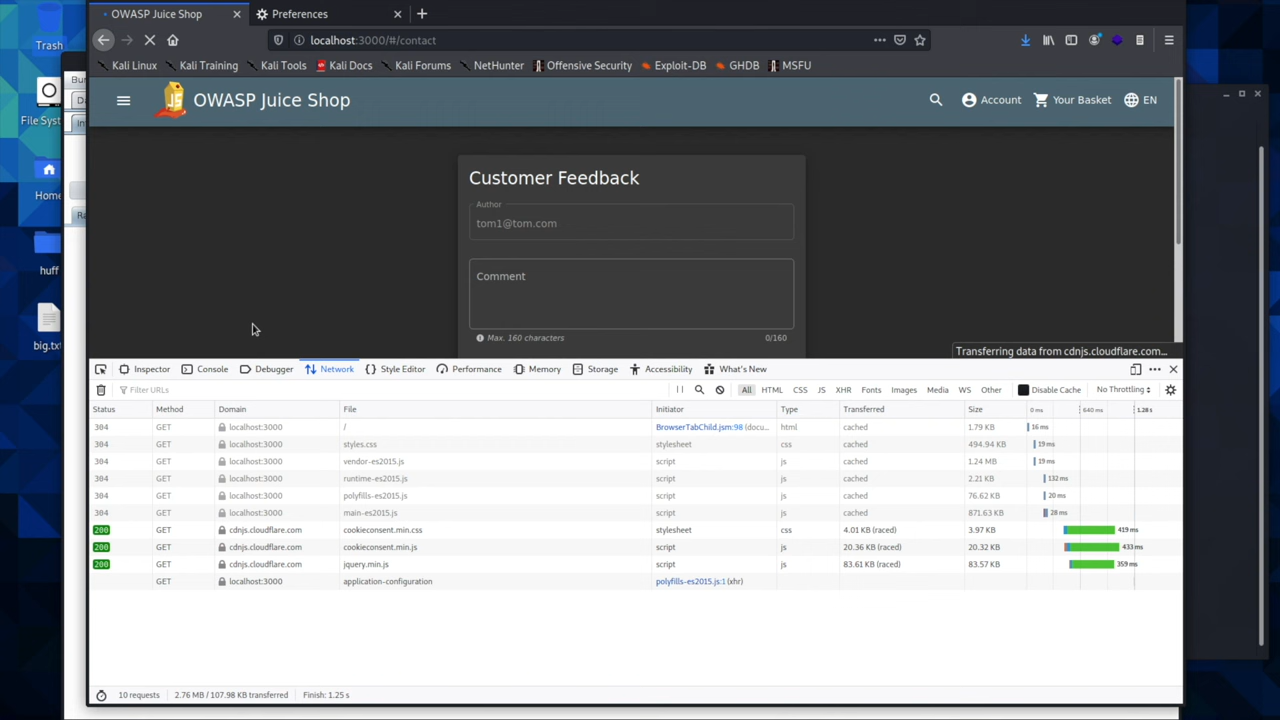 OWASP Juice Shop
Preferences
localhost:3000/#/contact
Kali Linux Kali Training Kali Tools Kali Docs Kali Forums NetHunter Offensive Security Exploit-DB GHDB MSFU
OWASP Juice Shop
Account Your Basket EN
Customer Feedback
Author
tom1@tom.com
Comment
Max. 160 characters 0/160
Transferring data from cdnjs.cloudflare.com...
Inspector Console Debugger Network Style Editor Performance Memory Storage Accessibility What's New
Filter URLs All HTML CSS JS XHR Fonts Images Media WS Other Disable Cache No Throttling
Status Method Domain File Initiator Type Transferred Size 0 ms 640 ms 1.28 s
304 GET localhost:3000 / BrowserTabChild.jsm:98 (docu... html cached 1.79 KB 16 ms
304 GET localhost:3000 styles.css stylesheet css cached 494.94 KB 19 ms
304 GET localhost:3000 vendor-es2015.js script js cached 1.24 MB 19 ms
304 GET localhost:3000 runtime-es2015.js script js cached 2.21 KB 132 ms
304 GET localhost:3000 polyfills-es2015.js script js cached 76.62 KB 20 ms
304 GET localhost:3000 main-es2015.js script js cached 871.63 KB 28 ms
200 GET cdnjs.cloudflare.com cookieconsent.min.css stylesheet css 4.01 KB (raced) 3.97 KB 419 ms
200 GET cdnjs.cloudflare.com cookieconsent.min.js script js 20.36 KB (raced) 20.32 KB 433 ms
200 GET cdnjs.cloudflare.com jquery.min.js script js 83.61 KB (raced) 83.57 KB 359 ms
GET localhost:3000 application-configuration polyfills-es2015.js:1 (xhr)
10 requests 2.76 MB / 107.98 KB transferred Finish: 1.25 s
Trash
File Sys
Home
huff
big.tx